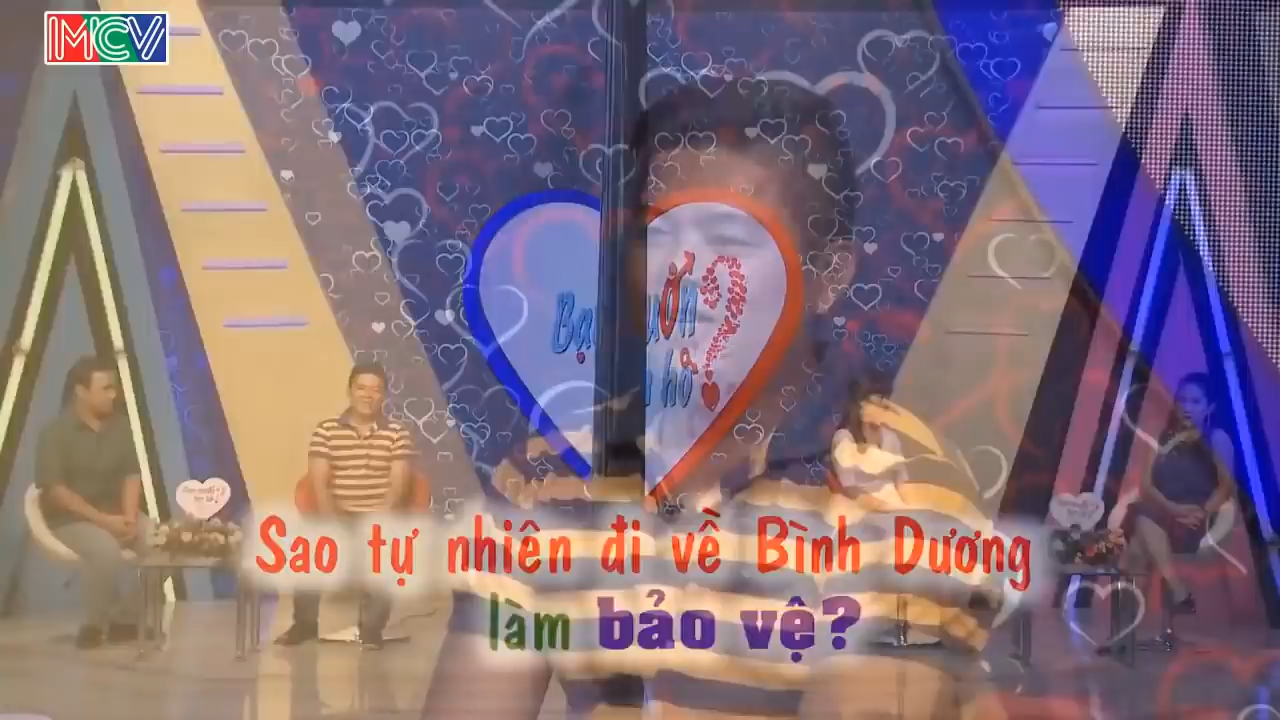 MCV
Sao tự nhiên đi về Bình Dương
làm bảo vệ?